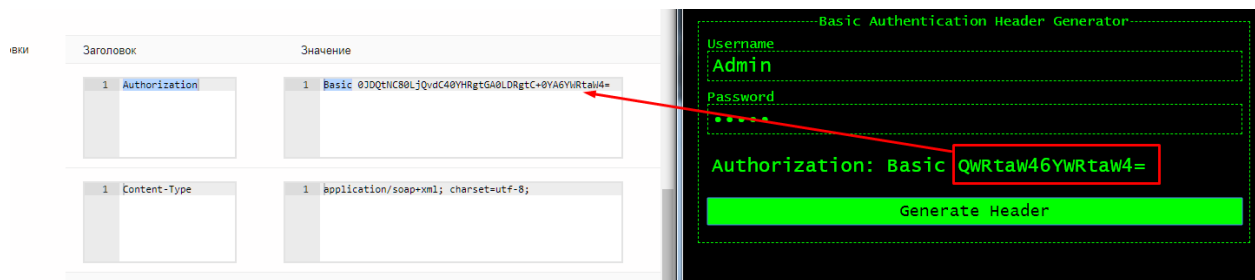 овки
Заголовок
Значение
1 Authorization
1 Basic 0JDQtNC80LjQvdC40YHRgtGA0LDRgtC+0YA6YWRtaW4=
1 Content-Type
1 application/soap+xml; charset=utf-8;
Basic Authentication Header Generator
Username
Admin
Password
•••••
Authorization: Basic QWRtaW46YWRtaW4=
Generate Header